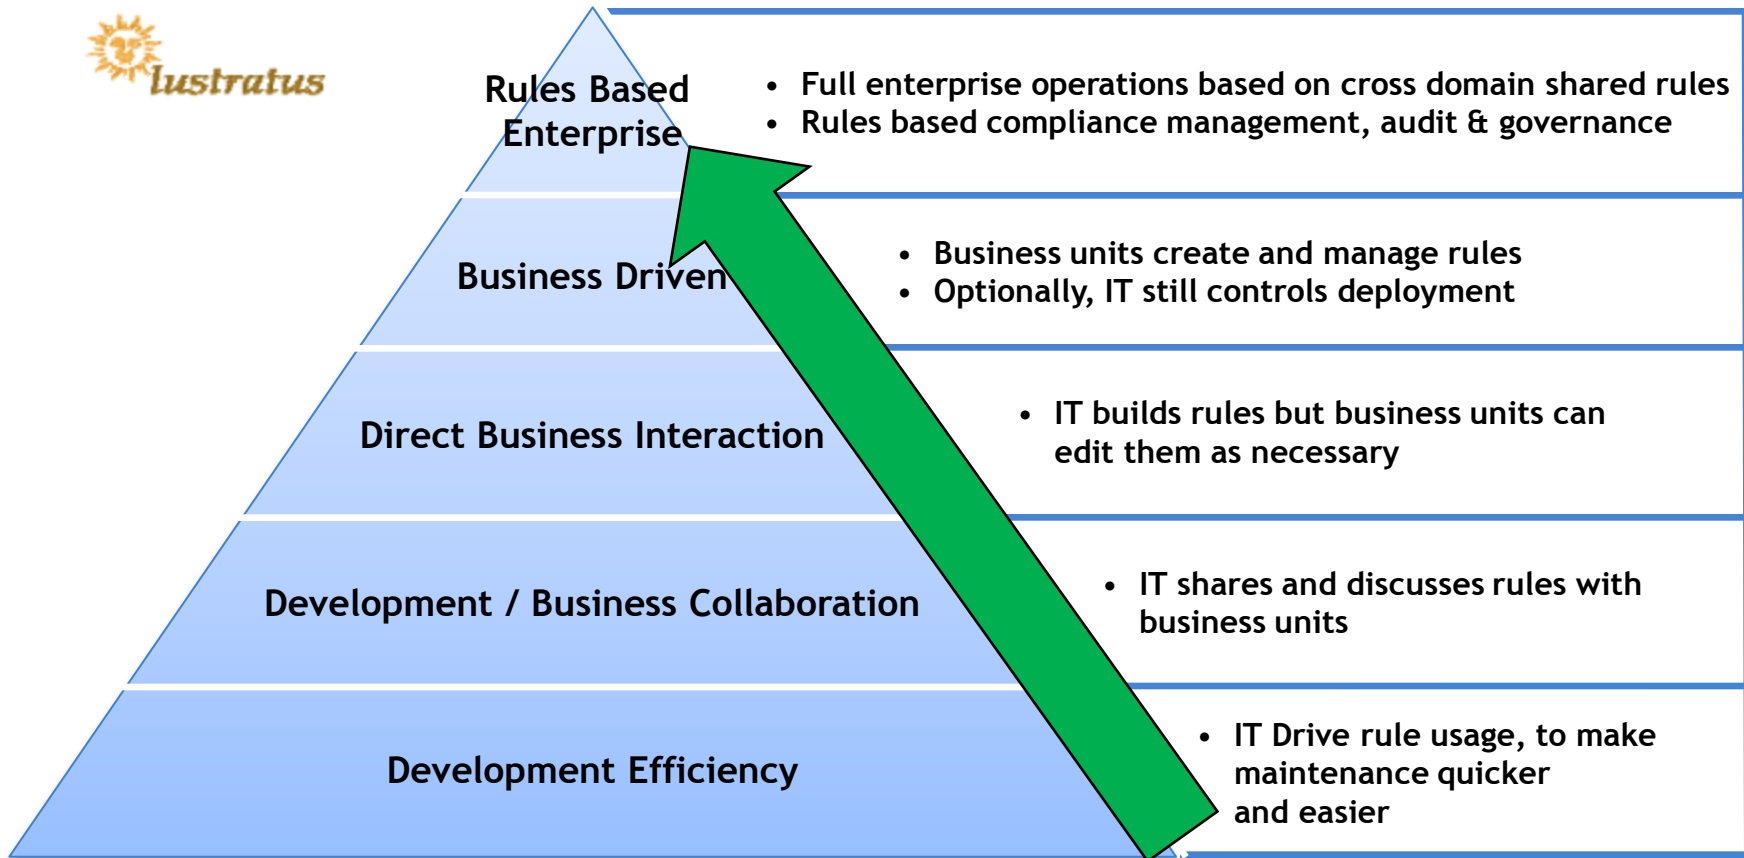 lustratus
Rules Based
Enterprise
• Full enterprise operations based on cross domain shared rules
• Rules based compliance management, audit & governance
Business Driven
• Business units create and manage rules
• Optionally, IT still controls deployment
Direct Business Interaction
• IT builds rules but business units can
edit them as necessary
Development / Business Collaboration
• IT shares and discusses rules with
business units
Development Efficiency
• IT Drive rule usage, to make
maintenance quicker
and easier